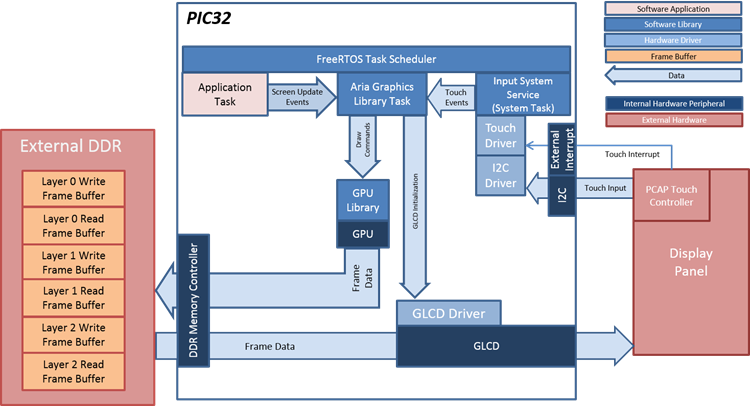 PIC32
FreeRTOS Task Scheduler
Application
Task
Screen Update
Events
Aria Graphics
Library Task
Touch
Events
Input System
Service
(System Task)
Touch
Driver
I2C
Driver
External
Interrupt
I2C
Touch Interrupt
Touch Input
PCAP Touch
Controller
Display
Panel
Draw
Commands
GLCD Initialization
GPU
Library
GPU
Frame
Data
DDR Memory Controller
GLCD Driver
GLCD
Frame Data
External DDR
Layer 0 Write
Frame Buffer
Layer 0 Read
Frame Buffer
Layer 1 Write
Frame Buffer
Layer 1 Read
Frame Buffer
Layer 2 Write
Frame Buffer
Layer 2 Read
Frame Buffer
Software Application
Software Library
Hardware Driver
Frame Buffer
Data
Internal Hardware Peripheral
External Hardware